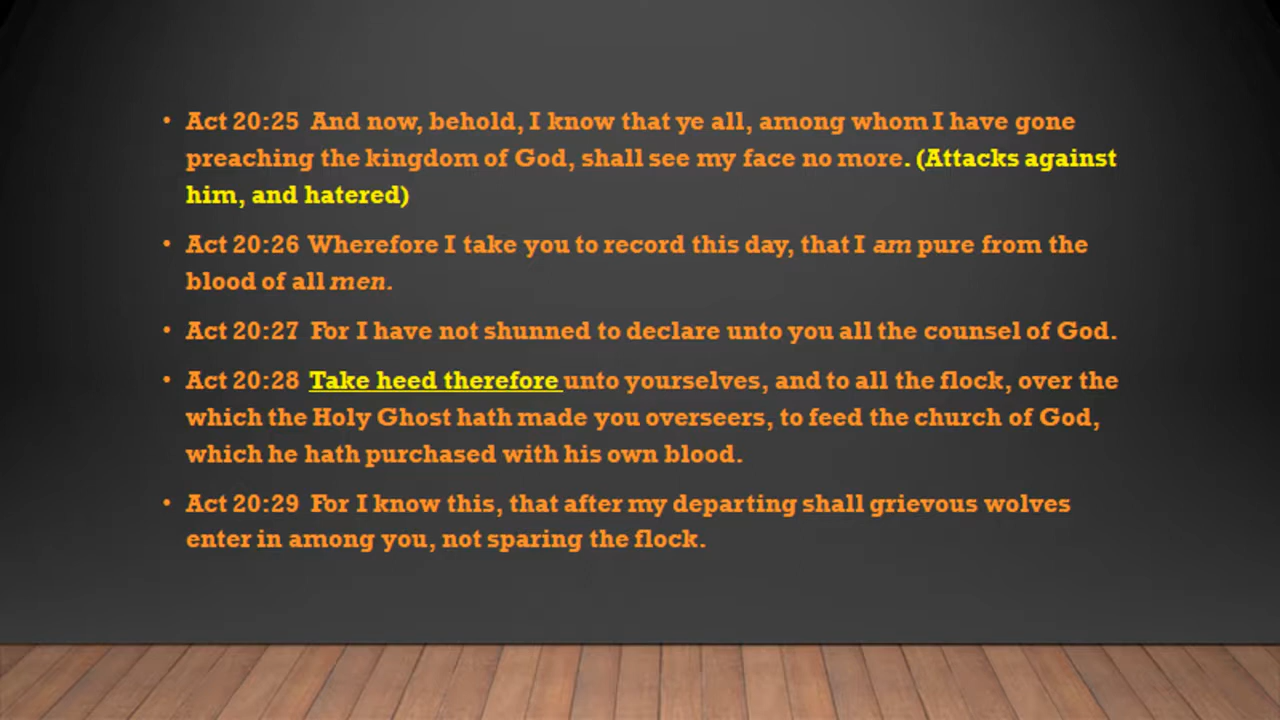 • Act 20:25 And now, behold, I know that ye all, among whom I have gone
preaching the kingdom of God, shall see my face no more. (Attacks against
him, and hatered)
• Act 20:26 Wherefore I take you to record this day, that I am pure from the
blood of all men.
• Act 20:27 For I have not shunned to declare unto you all the counsel of God.
• Act 20:28 Take heed therefore unto yourselves, and to all the flock, over the
which the Holy Ghost hath made you overseers, to feed the church of God,
which he hath purchased with his own blood.
• Act 20:29 For I know this, that after my departing shall grievous wolves
enter in among you, not sparing the flock.